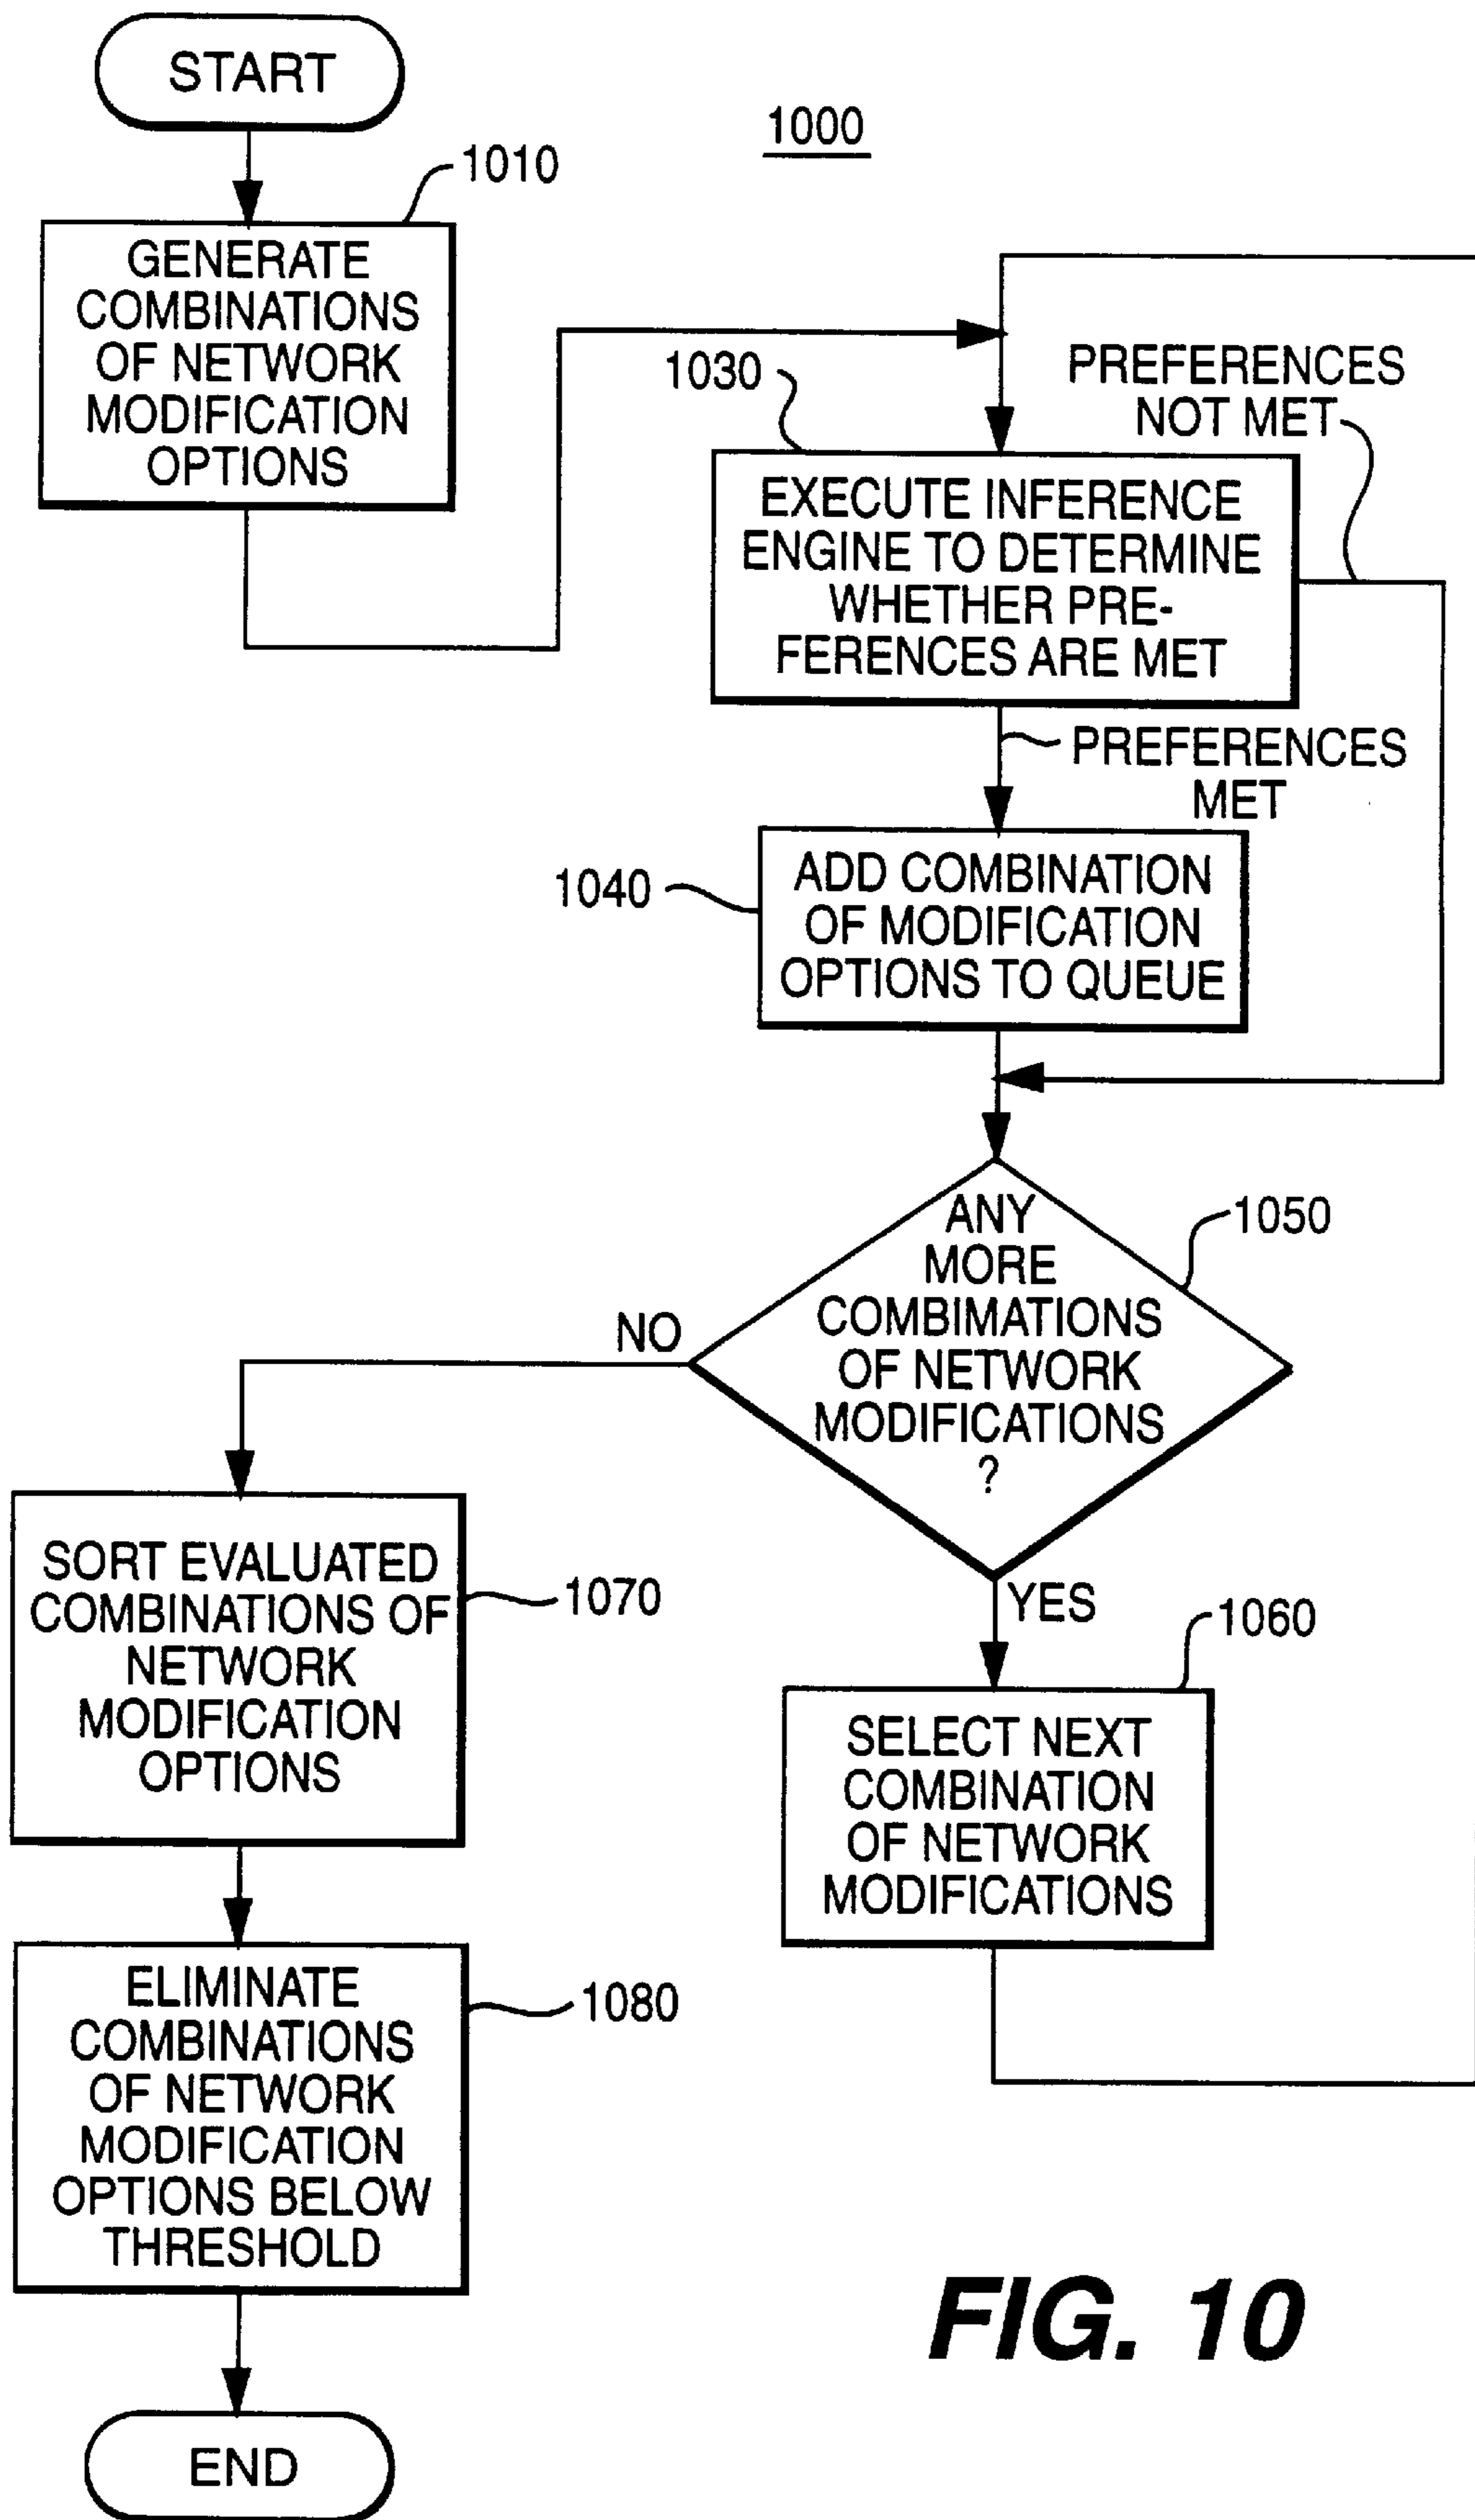 START
1000
1010
GENERATE
COMBINATIONS
OF NETWORK
MODIFICATION
OPTIONS
1030
PREFERENCES
NOT MET
EXECUTE INFERENCE
ENGINE TO DETERMINE
WHETHER PRE-
FERENCES ARE MET
PREFERENCES
MET
1040
ADD COMBINATION
OF MODIFICATION
OPTIONS TO QUEUE
1050
ANY
MORE
COMBIMATIONS
OF NETWORK
MODIFICATIONS
?
NO
YES
1060
SELECT NEXT
COMBINATION
OF NETWORK
MODIFICATIONS
SORT EVALUATED
COMBINATIONS OF
NETWORK
MODIFICATION
OPTIONS
1070
ELIMINATE
COMBINATIONS
OF NETWORK
MODIFICATION
OPTIONS BELOW
THRESHOLD
1080
END
FIG. 10